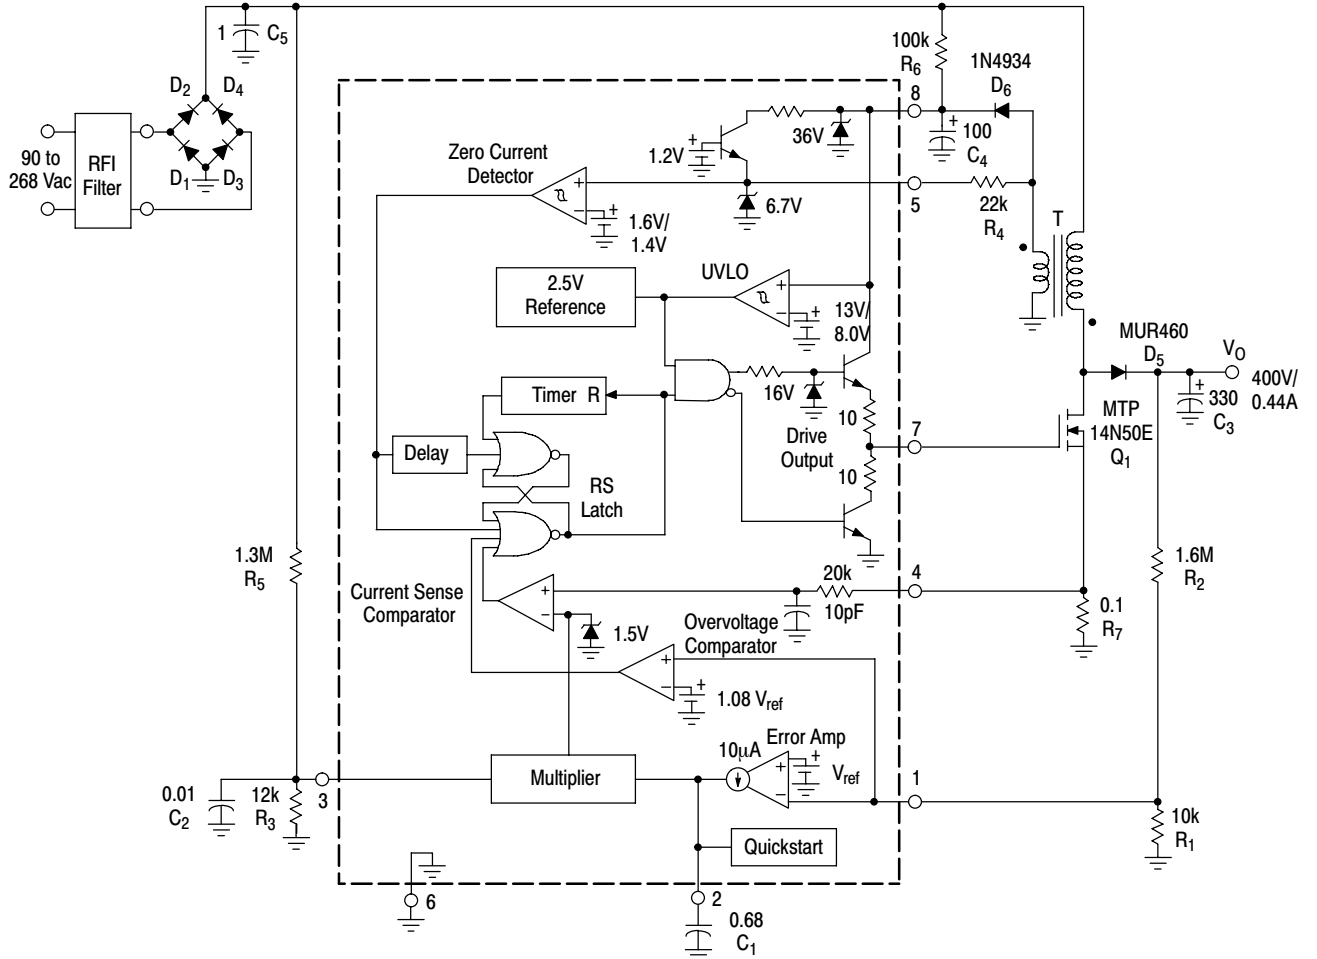 1
C5
100k
R6
1N4934
D6
8
D2
D4
D1
D3
90 to
268 Vac
RFI
Filter
36V
1.2V
+
100
C4
Zero Current
Detector
+
−
+
1.6V/
1.4V
6.7V
5
22k
R4
T
2.5V
Reference
UVLO
+
−
+
13V/
8.0V
MUR460
D5
VO
400V/
0.44A
+
330
C3
Timer R
16V
10
Drive
Output
10
7
MTP
14N50E
Q1
Delay
RS
Latch
1.3M
R5
1.6M
R2
Current Sense
Comparator
+
−
1.5V
20k
10pF
4
0.1
R7
Overvoltage
Comparator
+
−
+
1.08 Vref
10μA
Error Amp
+
−
+
Vref
1
Multiplier
3
0.01
C2
12k
R3
10k
R1
Quickstart
6
2
0.68
C1